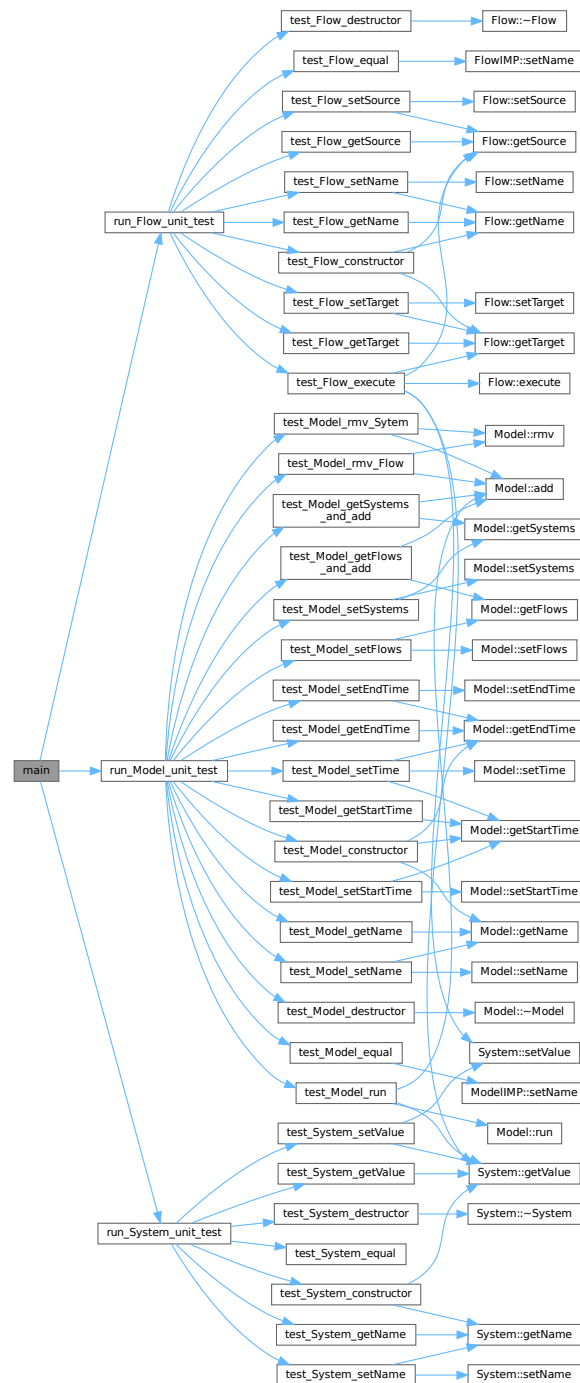 main
run_Flow_unit_test
run_Model_unit_test
run_System_unit_test
test_Flow_destructor
test_Flow_equal
test_Flow_setSource
test_Flow_getSource
test_Flow_setName
test_Flow_getName
test_Flow_constructor
test_Flow_setTarget
test_Flow_getTarget
test_Flow_execute
test_Model_rmv_Sytem
test_Model_rmv_Flow
test_Model_getSystems
_and_add
test_Model_getFlows
_and_add
test_Model_setSystems
test_Model_setFlows
test_Model_setEndTime
test_Model_getEndTime
test_Model_setTime
test_Model_getStartTime
test_Model_constructor
test_Model_setStartTime
test_Model_getName
test_Model_setName
test_Model_destructor
test_Model_equal
test_Model_run
test_System_setValue
test_System_getValue
test_System_destructor
test_System_equal
test_System_constructor
test_System_getName
test_System_setName
Flow::~Flow
FlowIMP::setName
Flow::setSource
Flow::getSource
Flow::setName
Flow::getName
Flow::setTarget
Flow::getTarget
Flow::execute
Model::rmv
Model::add
Model::getSystems
Model::setSystems
Model::getFlows
Model::setFlows
Model::setEndTime
Model::getEndTime
Model::setTime
Model::getStartTime
Model::setStartTime
Model::getName
Model::setName
Model::~Model
System::setValue
ModelIMP::setName
Model::run
System::getValue
System::~System
System::getName
System::setName